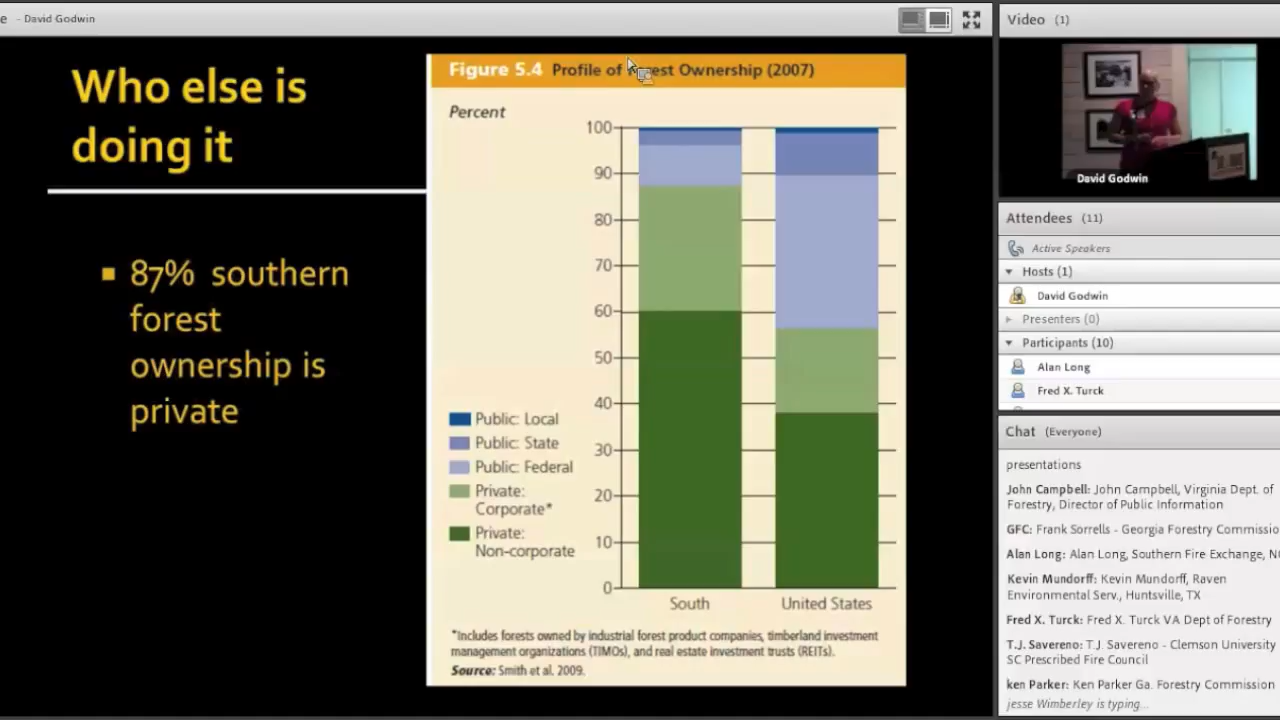 e - David Godwin
Who else is
doing it
87% southern
forest
ownership is
private
Figure 5.4 Profile of Forest Ownership (2007)
Percent
100
90
80
70
60
50
40
30
20
10
0
Public: Local
Public: State
Public: Federal
Private:
Corporate*
Private:
Non-corporate
South
United States
*Includes forests owned by industrial forest product companies, timberland investment
management organizations (TIMOs), and real estate investment trusts (REITs).
Source: Smith et al. 2009.
Video (1)
David Godwin
Attendees (11)
Active Speakers
Hosts (1)
David Godwin
Presenters (0)
Participants (10)
Alan Long
Fred X. Turck
Chat (Everyone)
presentations
John Campbell: John Campbell, Virginia Dept. of
Forestry, Director of Public Information
GFC: Frank Sorrells - Georgia Forestry Commissio
Alan Long: Alan Long, Southern Fire Exchange, NC
Kevin Mundorff: Kevin Mundorff, Raven
Environmental Serv., Huntsville, TX
Fred X. Turck: Fred X. Turck VA Dept of Forestry
T.J. Savereno: T.J. Savereno - Clemson University
SC Prescribed Fire Council
ken Parker: Ken Parker Ga. Forestry Commission
jesse Wimberley is typing...